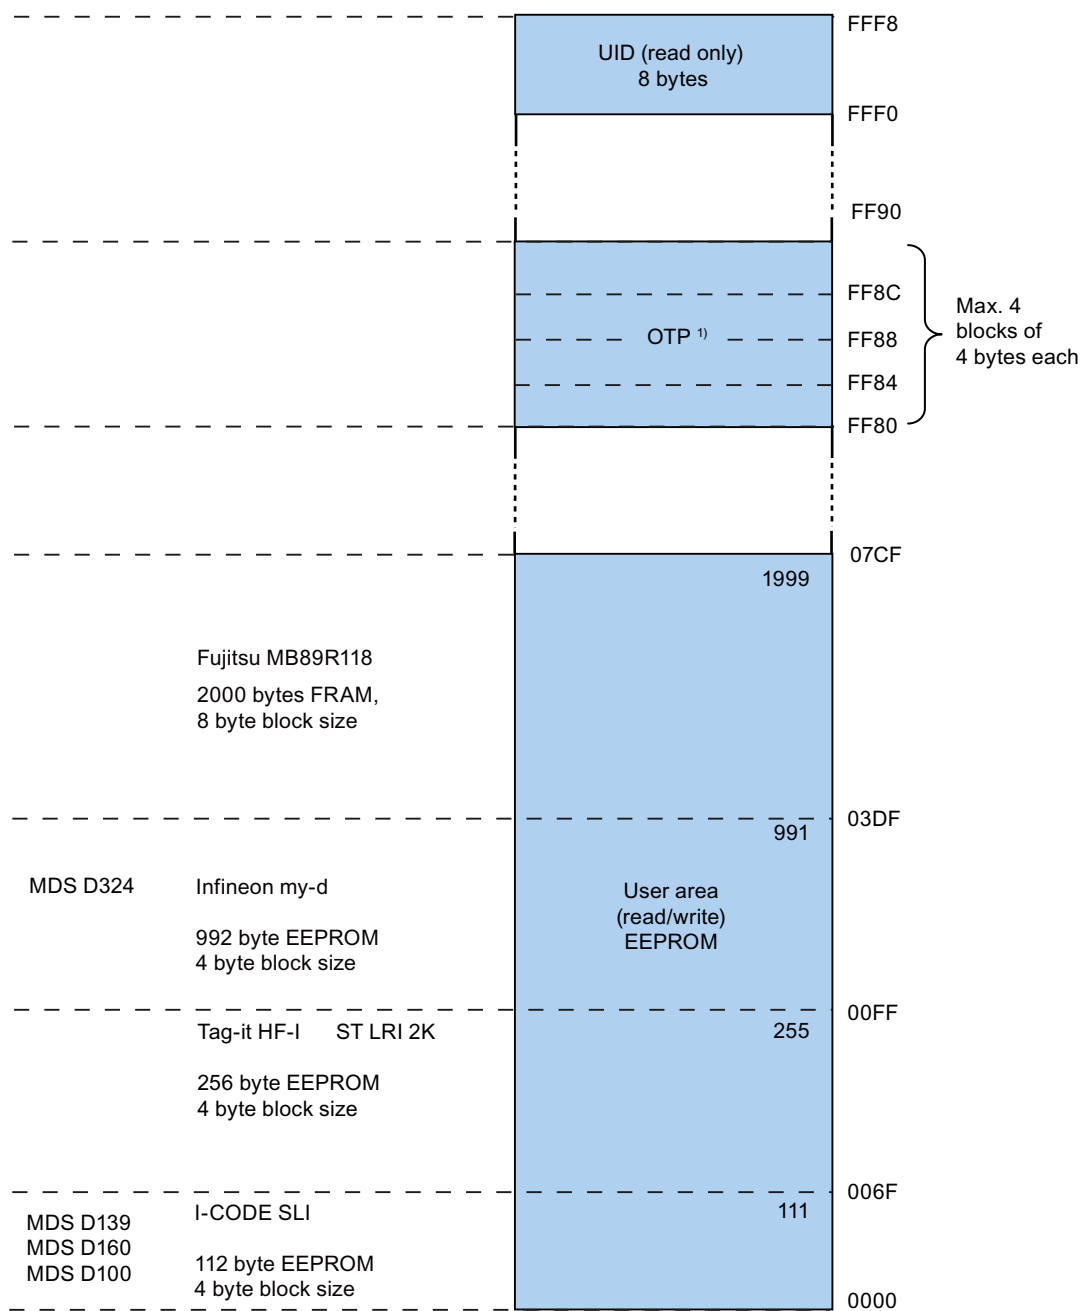 FFF8
UID (read only)
8 bytes
FFF0
FF90
FF8C
OTP 1)
FF88
FF84
FF80
Max. 4
blocks of
4 bytes each
07CF
1999
Fujitsu MB89R118
2000 bytes FRAM,
8 byte block size
03DF
991
MDS D324
Infineon my-d
992 byte EEPROM
4 byte block size
User area
(read/write)
EEPROM
00FF
255
Tag-it HF-I ST LRI 2K
256 byte EEPROM
4 byte block size
006F
111
MDS D139
MDS D160
MDS D100
I-CODE SLI
112 byte EEPROM
4 byte block size
0000